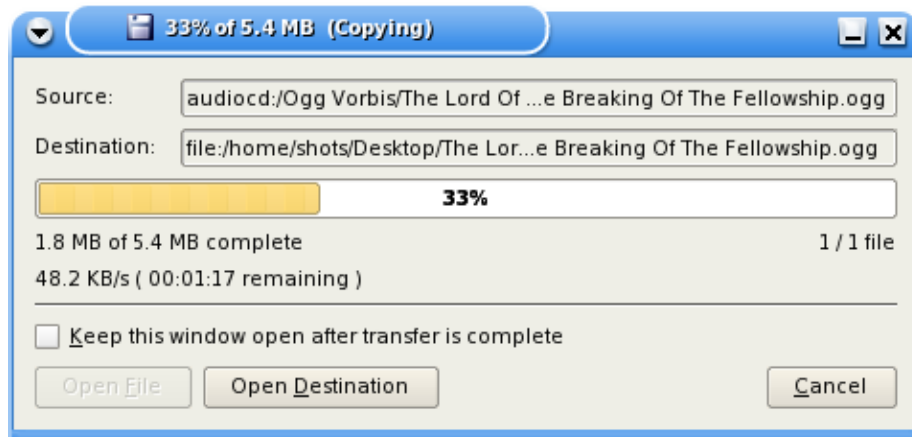 33% of 5.4 MB (Copying)
Source: audiocd:/Ogg Vorbis/The Lord Of ...e Breaking Of The Fellowship.ogg
Destination: file:/home/shots/Desktop/The Lor...e Breaking Of The Fellowship.ogg
33%
1.8 MB of 5.4 MB complete 1 / 1 file
48.2 KB/s ( 00:01:17 remaining )
Keep this window open after transfer is complete
Open File Open Destination Cancel